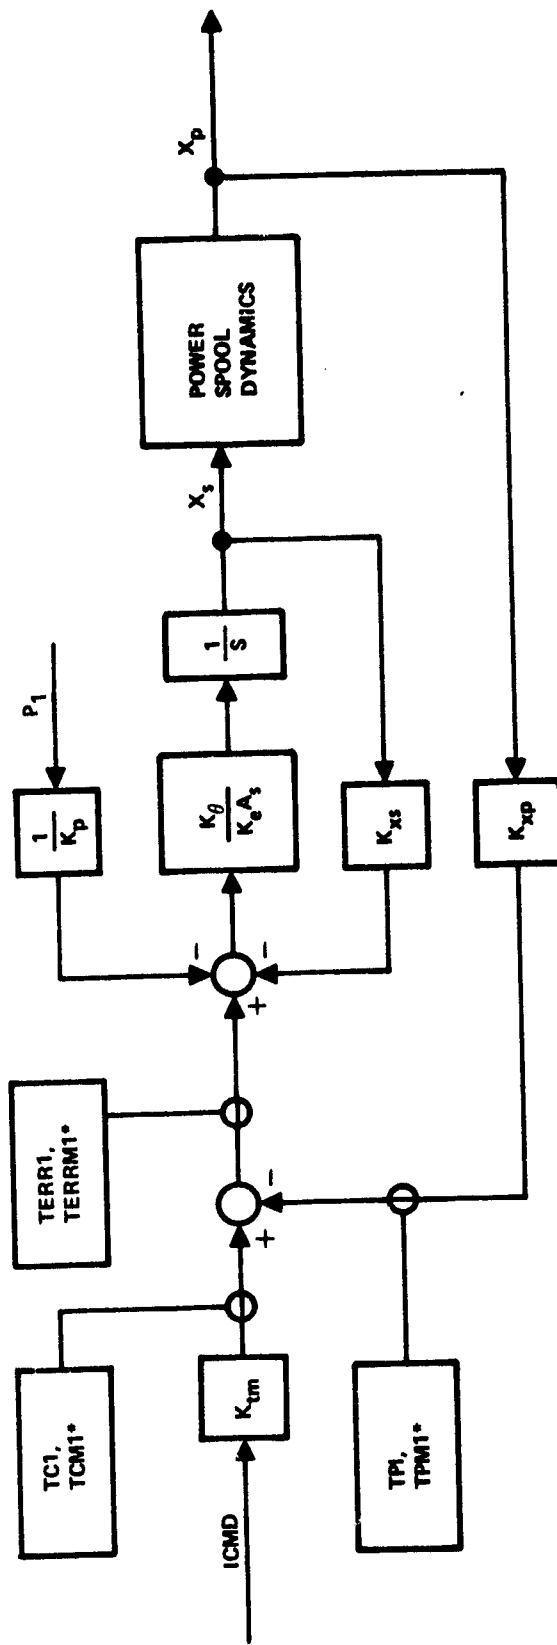 ICMD
TC1,
TCM1*
K_tm
+
-
TPI,
TPM1*
TERR1,
TERRM1*
+
-
-
1
K_p
P_1
K_θ
K_e A_s
1
S
K_xs
X_s
POWER
SPOOL
DYNAMICS
X_p
K_xp